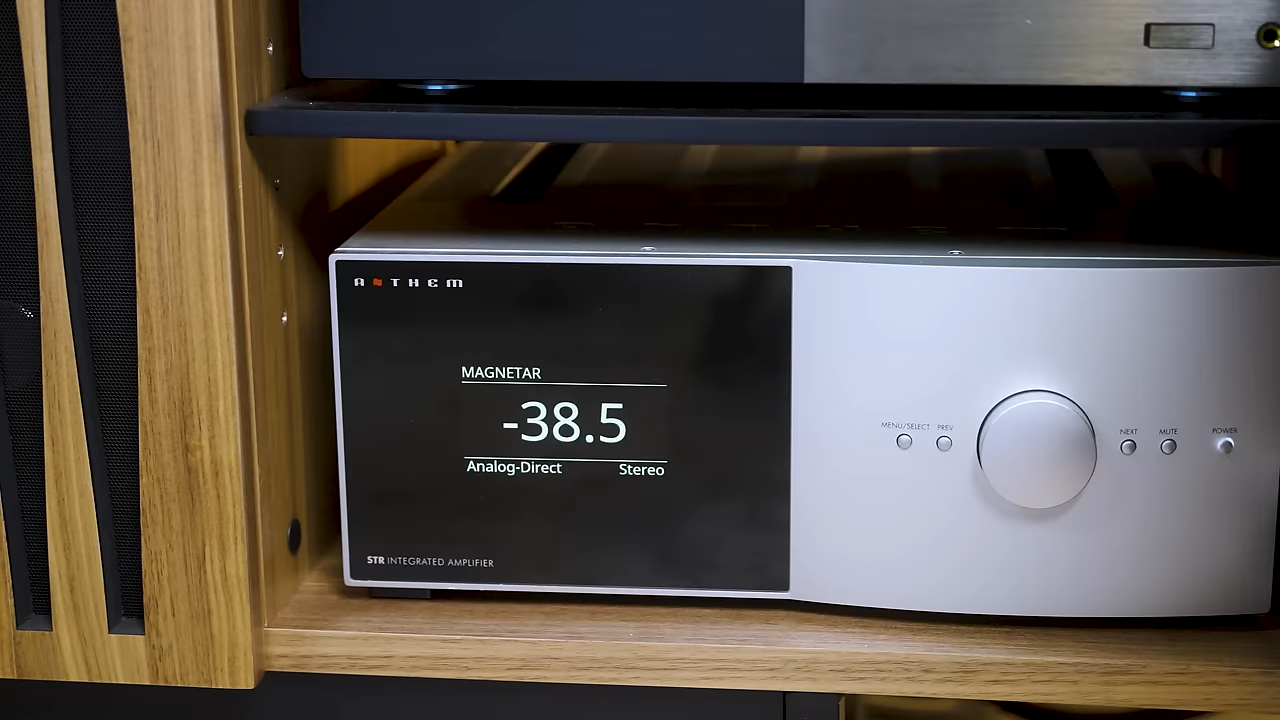 ANTHEM
MAGNETAR
-38.5
Analog-Direct Stereo
MENU/SELECT PREV NEXT MUTE POWER
STR INTEGRATED AMPLIFIER